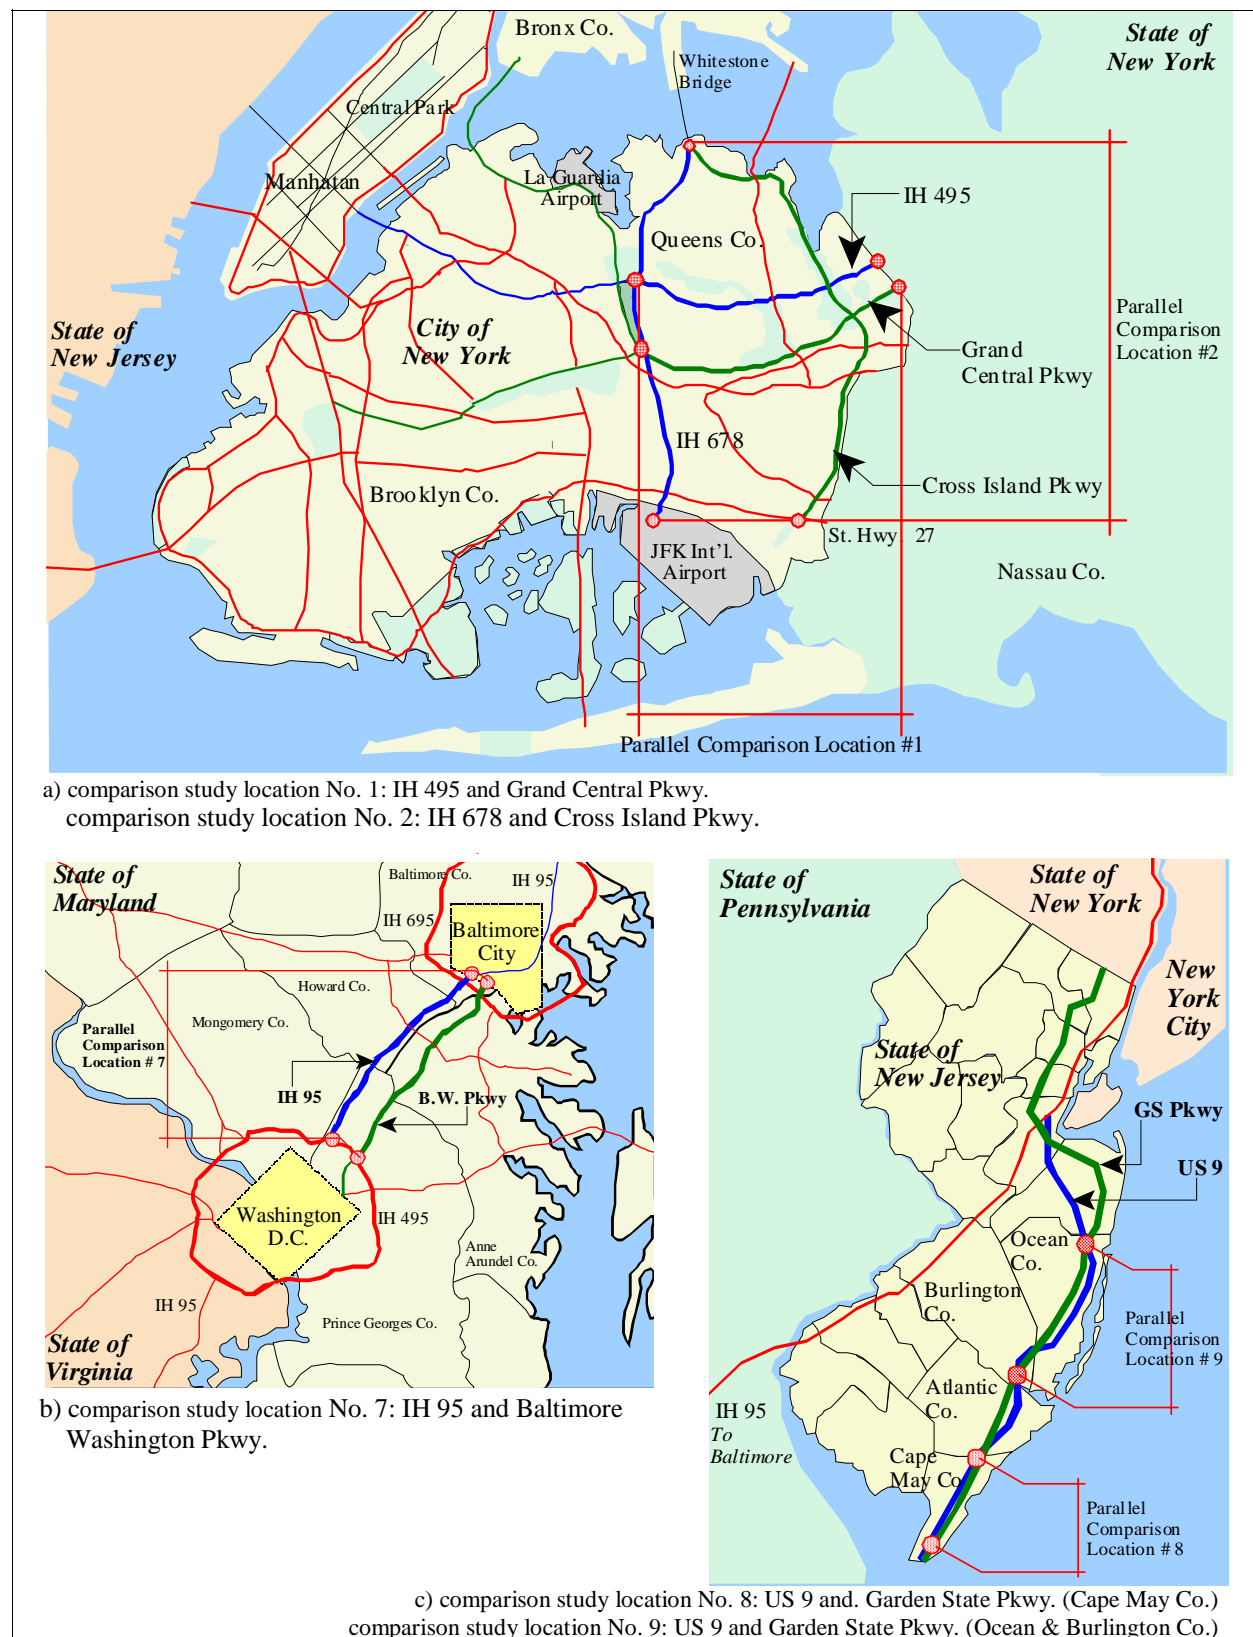 Bronx Co.
State of
New York
Whitestone
Bridge
Central Park
Manhatan
La Guardia
Airport
IH 495
Queens Co.
State of
New Jersey
City of
New York
Parallel
Comparison
Location #2
Grand
Central Pkwy
IH 678
Cross Island Pkwy
Brooklyn Co.
St. Hwy. 27
JFK Int'l.
Airport
Nassau Co.
Parallel Comparison Location #1
a) comparison study location No. 1: IH 495 and Grand Central Pkwy.
comparison study location No. 2: IH 678 and Cross Island Pkwy.
State of
Maryland
Baltimore Co.
IH 95
IH 695
Baltimore
City
Howard Co.
Mongomery Co.
Parallel
Comparison
Location # 7
IH 95
B.W. Pkwy
Washington
D.C.
IH 495
Anne
Arundel Co.
IH 95
Prince Georges Co.
State of
Virginia
b) comparison study location No. 7: IH 95 and Baltimore
Washington Pkwy.
State of
Pennsylvania
State of
New York
New
York
City
State of
New Jersey
GS Pkwy
US 9
Ocean
Co.
Burlington
Co.
Parallel
Comparison
Location # 9
Atlantic
Co.
IH 95
To
Baltimore
Cape
May Co
Parallel
Comparison
Location # 8
c) comparison study location No. 8: US 9 and. Garden State Pkwy. (Cape May Co.)
comparison study location No. 9: US 9 and Garden State Pkwy. (Ocean & Burlington Co.)